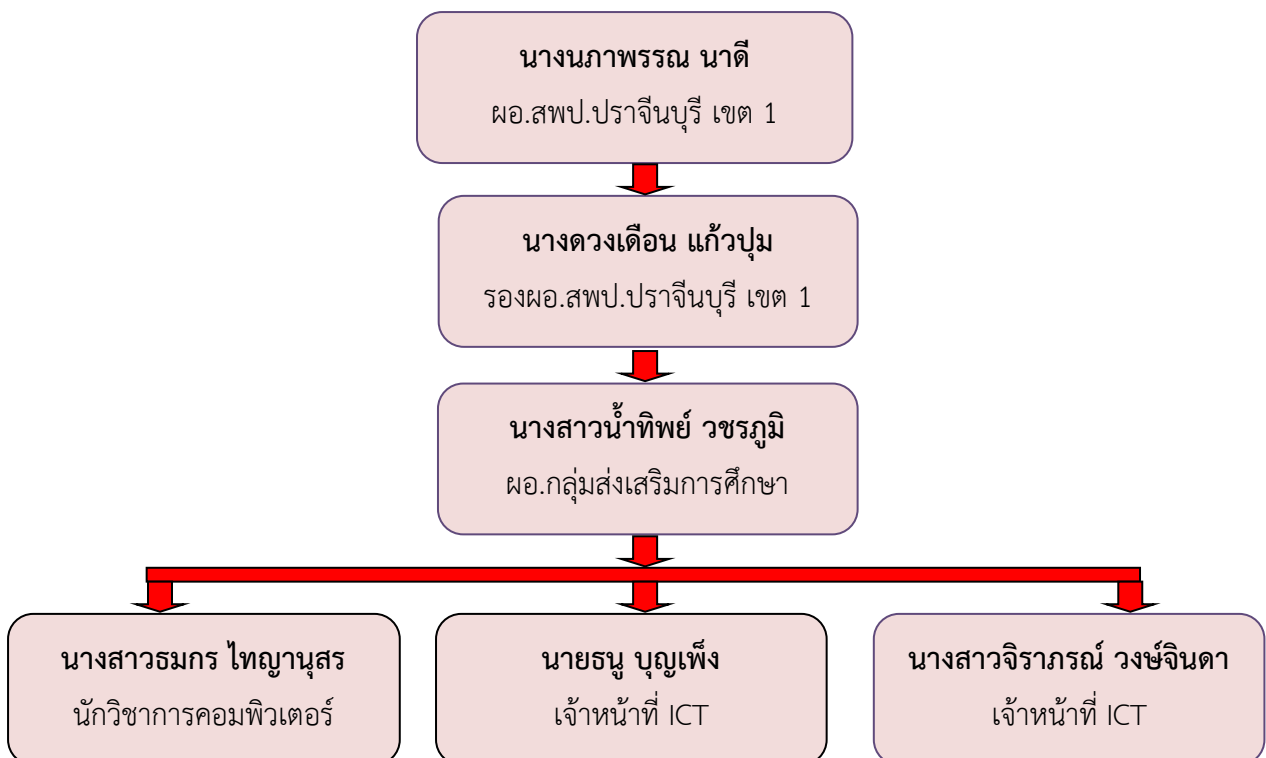 นางนภาพรรณ นาดี
ผอ.สพป.ปราจีนบุรี เขต 1
นางดวงเดือน แก้วปุม
รองผอ.สพป.ปราจีนบุรี เขต 1
นางสาวน้ำทิพย์ วชรภูมิ
ผอ.กลุ่มส่งเสริมการศึกษา
นางสาวธมกร ไทญานุสร
นักวิชาการคอมพิวเตอร์
นายธนู บุญเพ็ง
เจ้าหน้าที่ ICT
นางสาวจิราภรณ์ วงษ์จินดา
เจ้าหน้าที่ ICT